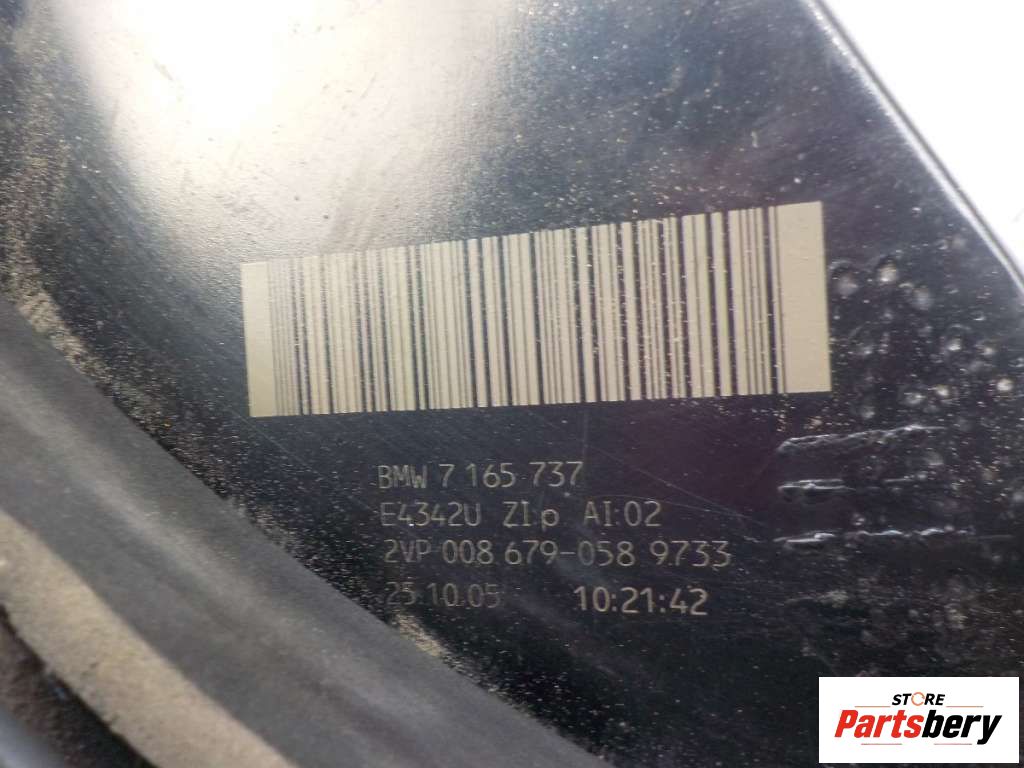 BMW 7 165 737
E4342U ZI p AI:02
2VP 008 679-058 9733
25.10.05 10:21:42
STORE
Partsbery